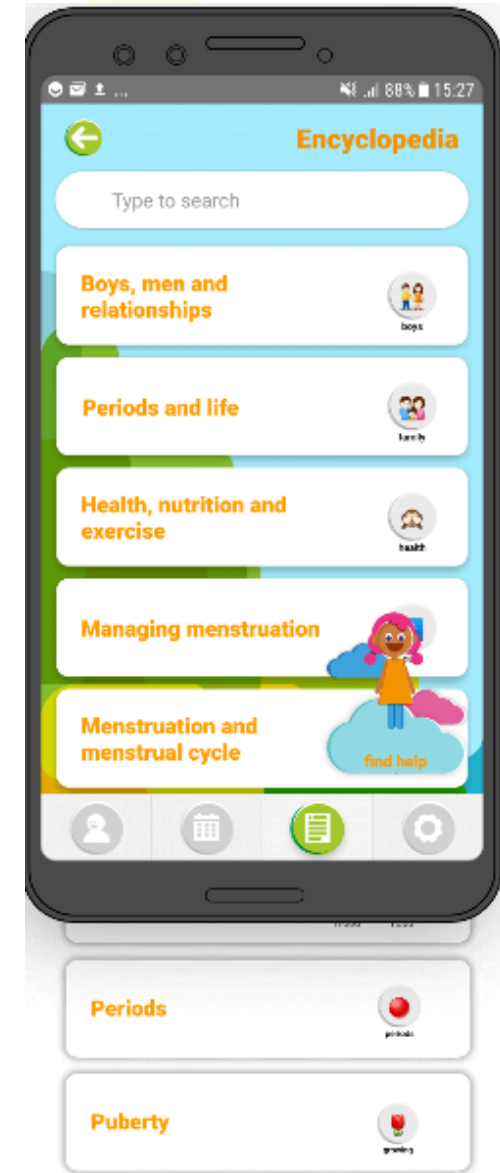 ... 88% 15:27
Encyclopedia
Type to search
Boys, men and
relationships
boys
Periods and life
family
Health, nutrition and
exercise
health
Managing menstruation
Menstruation and
menstrual cycle
find help
Periods
periods
Puberty
growing